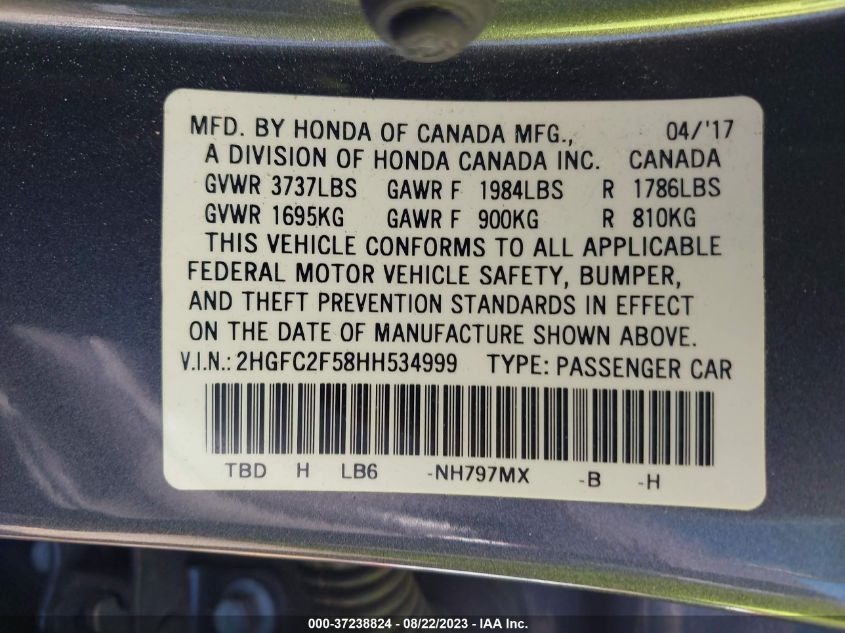 MFD. BY HONDA OF CANADA MFG., 04/'17
A DIVISION OF HONDA CANADA INC. CANADA
GVWR 3737LBS GAWR F 1984LBS R 1786LBS
GVWR 1695KG GAWR F 900KG R 810KG
THIS VEHICLE CONFORMS TO ALL APPLICABLE
FEDERAL MOTOR VEHICLE SAFETY, BUMPER,
AND THEFT PREVENTION STANDARDS IN EFFECT
ON THE DATE OF MANUFACTURE SHOWN ABOVE.
V.I.N.: 2HGFC2F58HH534999 TYPE: PASSENGER CAR
TBD H LB6 -NH797MX -B -H
000-37238824 - 08/22/2023 - IAA Inc.